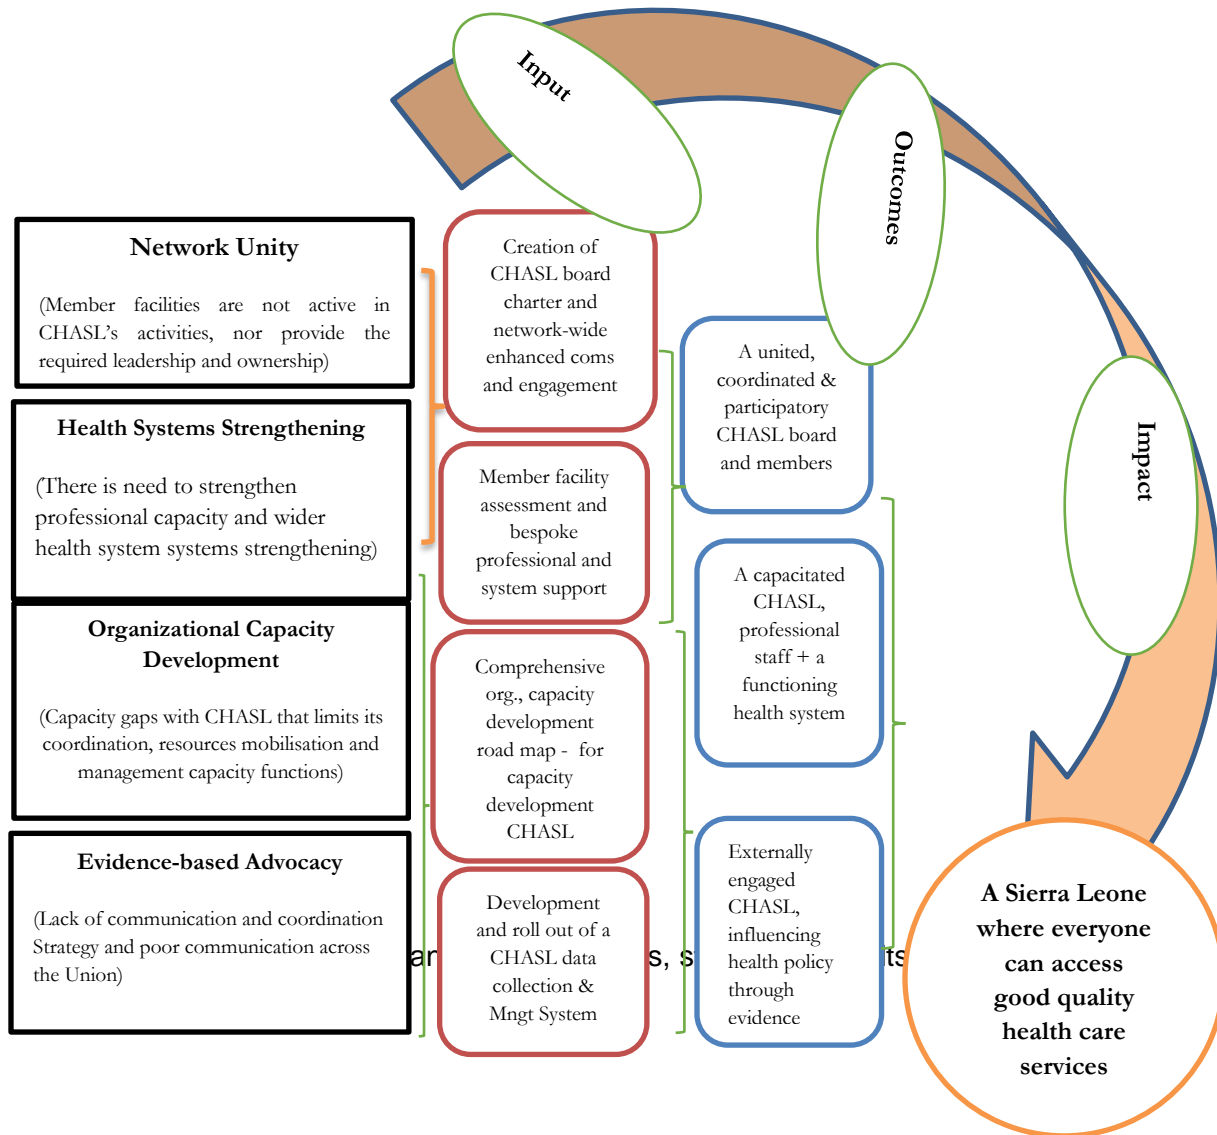 Input
Outcomes
Impact
Network Unity
(Member facilities are not active in
CHASL's activities, nor provide the
required leadership and ownership)
Health Systems Strengthening
(There is need to strengthen
professional capacity and wider
health system systems strengthening)
Organizational Capacity
Development
(Capacity gaps with CHASL that limits its
coordination, resources mobilisation and
management capacity functions)
Evidence-based Advocacy
(Lack of communication and coordination
Strategy and poor communication across
the Union)
Creation of
CHASL board
charter and
network-wide
enhanced coms
and engagement
Member facility
assessment and
bespoke
professional and
system support
Comprehensive
org., capacity
development
road map - for
capacity
development
CHASL
Development
and roll out of a
CHASL data
collection &
Mngt System
A united,
coordinated &
participatory
CHASL board
and members
A capacitated
CHASL,
professional
staff + a
functioning
health system
Externally
engaged
CHASL,
influencing
health policy
through
evidence
A Sierra Leone
where everyone
can access
good quality
health care
services